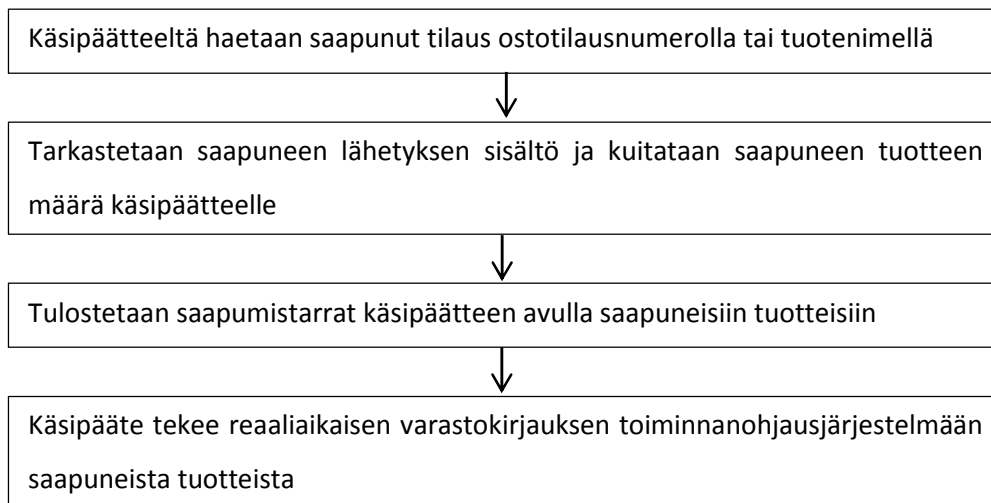 Käsipäätteeltä haetaan saapunut tilaus ostotilausnumerolla tai tuotenimellä
Tarkastetaan saapuneen lähetyksen sisältö ja kuitataan saapuneen tuotteen
määrä käsipäätteelle
Tulostetaan saapumistarrat käsipäätteen avulla saapuneisiin tuotteisiin
Käsipääte tekee reaaliaikaisen varastokirjauksen toiminnanohjausjärjestelmään
saapuneista tuotteista